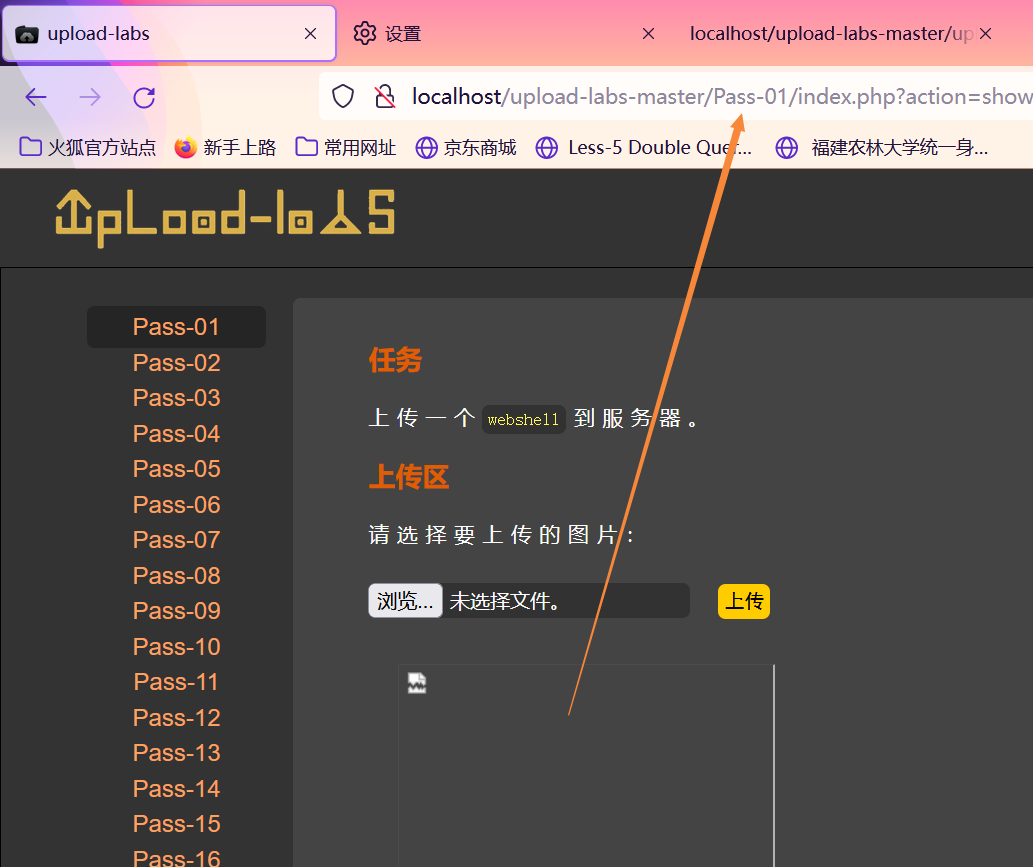 upload-labs
设置
localhost/upload-labs-master/up
localhost/upload-labs-master/Pass-01/index.php?action=show
火狐官方站点 新手上路 常用网址 京东商城 Less-5 Double Quer... 福建农林大学统一身...
UpLoad-labS
Pass-01
Pass-02
Pass-03
Pass-04
Pass-05
Pass-06
Pass-07
Pass-08
Pass-09
Pass-10
Pass-11
Pass-12
Pass-13
Pass-14
Pass-15
Pass-16
任务
上传一个 webshell 到服务器。
上传区
请选择要上传的图片：
浏览... 未选择文件。 上传